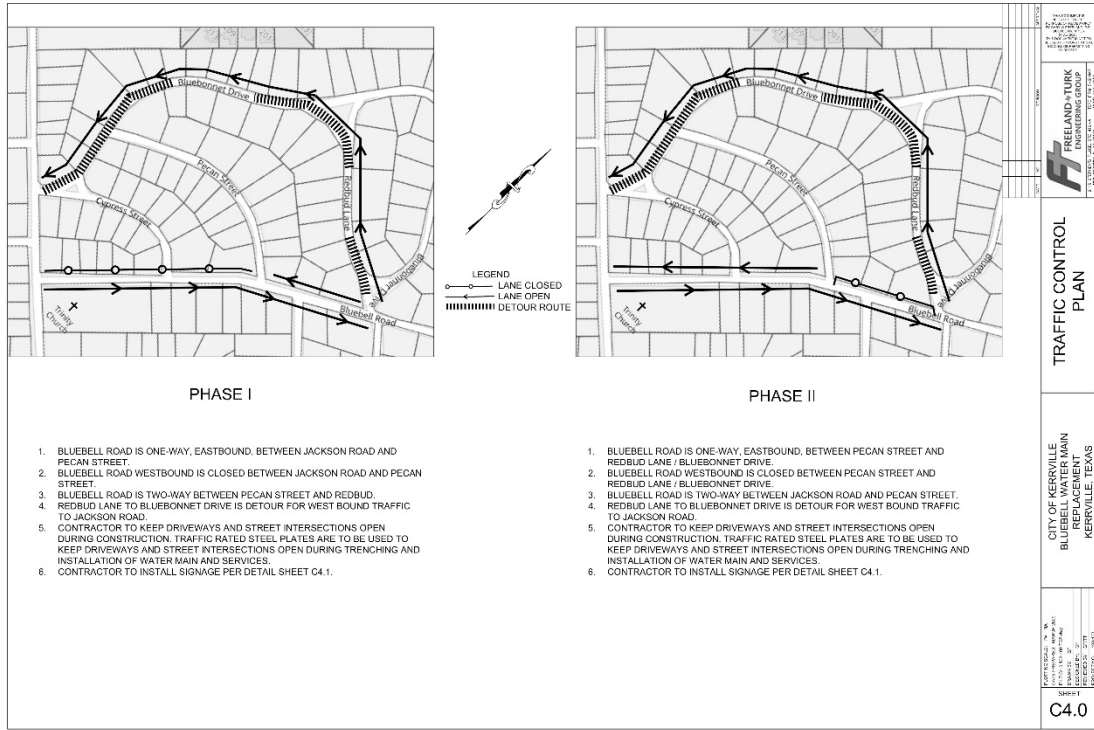 Bluebonnet Drive
Pecan Street
Cypress Street
Redbud Lane
Bluebonnet Drive
Bluebell Road
Trinity
Church
LEGEND
LANE CLOSED
LANE OPEN
DETOUR ROUTE
Bluebonnet Drive
Pecan Street
Cypress Street
Redbud Lane
Bluebonnet Drive
Bluebell Road
Trinity
Church
PHASE I
1. BLUEBELL ROAD IS ONE-WAY, EASTBOUND, BETWEEN JACKSON ROAD AND
PECAN STREET.
2. BLUEBELL ROAD WESTBOUND IS CLOSED BETWEEN JACKSON ROAD AND PECAN
STREET.
3. BLUEBELL ROAD IS TWO-WAY BETWEEN PECAN STREET AND REDBUD.
4. REDBUD LANE TO BLUEBONNET DRIVE IS DETOUR FOR WEST BOUND TRAFFIC
TO JACKSON ROAD.
5. CONTRACTOR TO KEEP DRIVEWAYS AND STREET INTERSECTIONS OPEN
DURING CONSTRUCTION. TRAFFIC RATED STEEL PLATES ARE TO BE USED TO
KEEP DRIVEWAYS AND STREET INTERSECTIONS OPEN DURING TRENCHING AND
INSTALLATION OF WATER MAIN AND SERVICES.
6. CONTRACTOR TO INSTALL SIGNAGE PER DETAIL SHEET C4.1.
PHASE II
1. BLUEBELL ROAD IS ONE-WAY, EASTBOUND, BETWEEN PECAN STREET AND
REDBUD LANE / BLUEBONNET DRIVE.
2. BLUEBELL ROAD WESTBOUND IS CLOSED BETWEEN PECAN STREET AND
REDBUD LANE / BLUEBONNET DRIVE.
3. BLUEBELL ROAD IS TWO-WAY BETWEEN JACKSON ROAD AND PECAN STREET.
4. REDBUD LANE TO BLUEBONNET DRIVE IS DETOUR FOR WEST BOUND TRAFFIC
TO JACKSON ROAD.
5. CONTRACTOR TO KEEP DRIVEWAYS AND STREET INTERSECTIONS OPEN
DURING CONSTRUCTION. TRAFFIC RATED STEEL PLATES ARE TO BE USED TO
KEEP DRIVEWAYS AND STREET INTERSECTIONS OPEN DURING TRENCHING AND
INSTALLATION OF WATER MAIN AND SERVICES.
6. CONTRACTOR TO INSTALL SIGNAGE PER DETAIL SHEET C4.1.
FREELAND TURK
ENGINEERING GROUP
TRAFFIC CONTROL
PLAN
CITY OF KERRVILLE
BLUEBELL WATER MAIN
REPLACEMENT
KERRVILLE, TEXAS
SHEET
C4.0